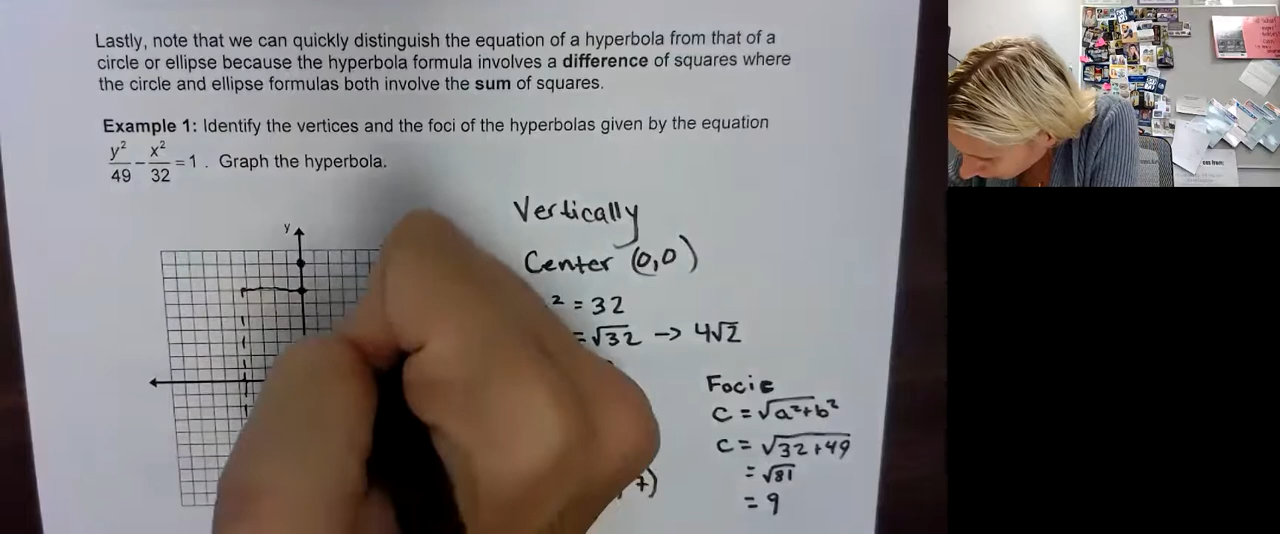 Lastly, note that we can quickly distinguish the equation of a hyperbola from that of a
circle or ellipse because the hyperbola formula involves a difference of squares where
the circle and ellipse formulas both involve the sum of squares.
Example 1: Identify the vertices and the foci of the hyperbolas given by the equation
y²/49 − x²/32 = 1 . Graph the hyperbola.
y
Vertically
Center (0,0)
² = 32
= √32 → 4√2
Focie
c = √a²+b²
c = √32+49
= √81
= 9
, 7)